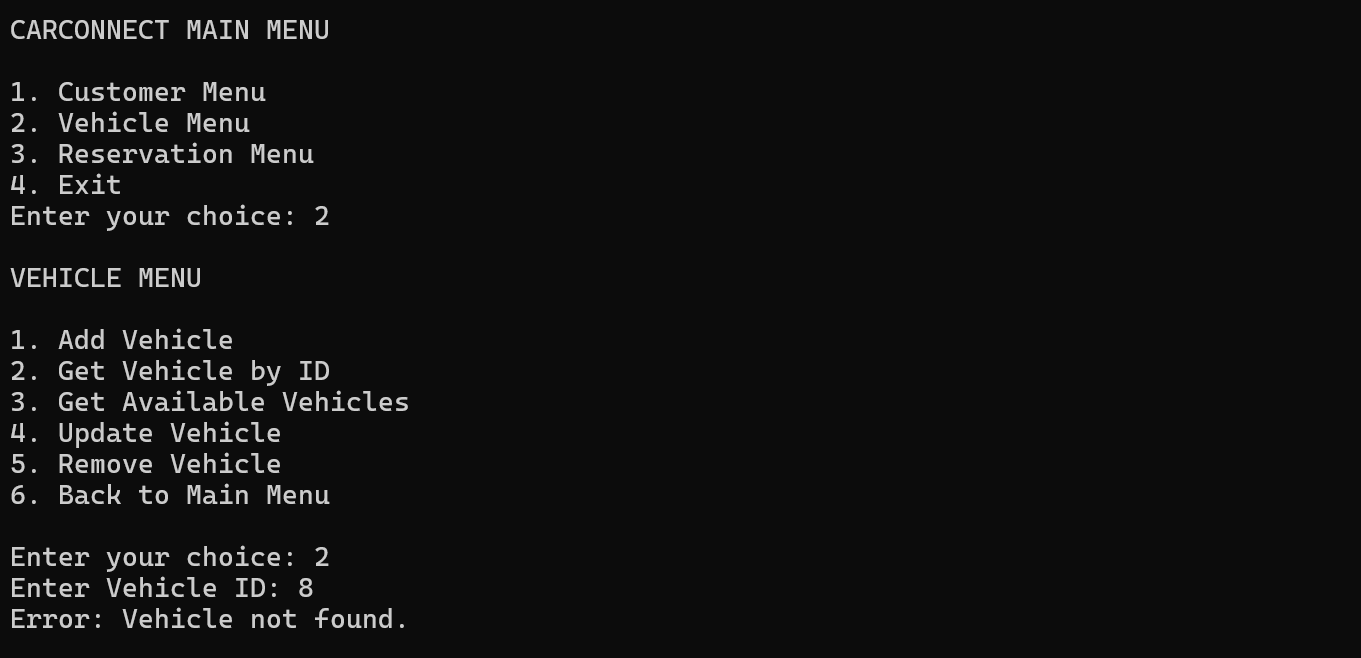 CARCONNECT MAIN MENU
1. Customer Menu
2. Vehicle Menu
3. Reservation Menu
4. Exit
Enter your choice: 2
VEHICLE MENU
1. Add Vehicle
2. Get Vehicle by ID
3. Get Available Vehicles
4. Update Vehicle
5. Remove Vehicle
6. Back to Main Menu
Enter your choice: 2
Enter Vehicle ID: 8
Error: Vehicle not found.